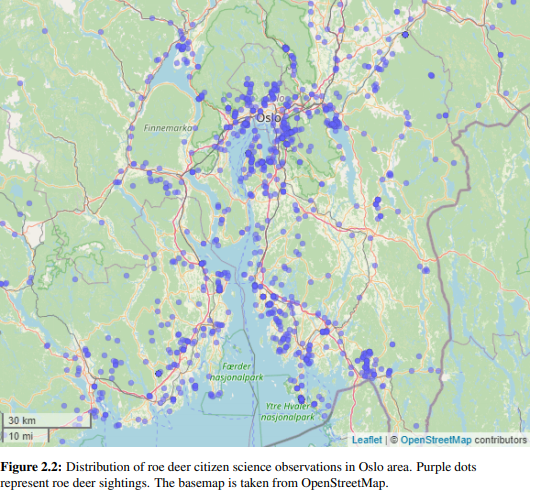 Finnemarka
Oslo
Færder
nasjonalpark
Ytre Hvaler
nasjonalpark
30 km
10 mi
Leaflet | © OpenStreetMap contributors
Figure 2.2: Distribution of roe deer citizen science observations in Oslo area. Purple dots
represent roe deer sightings. The basemap is taken from OpenStreetMap.